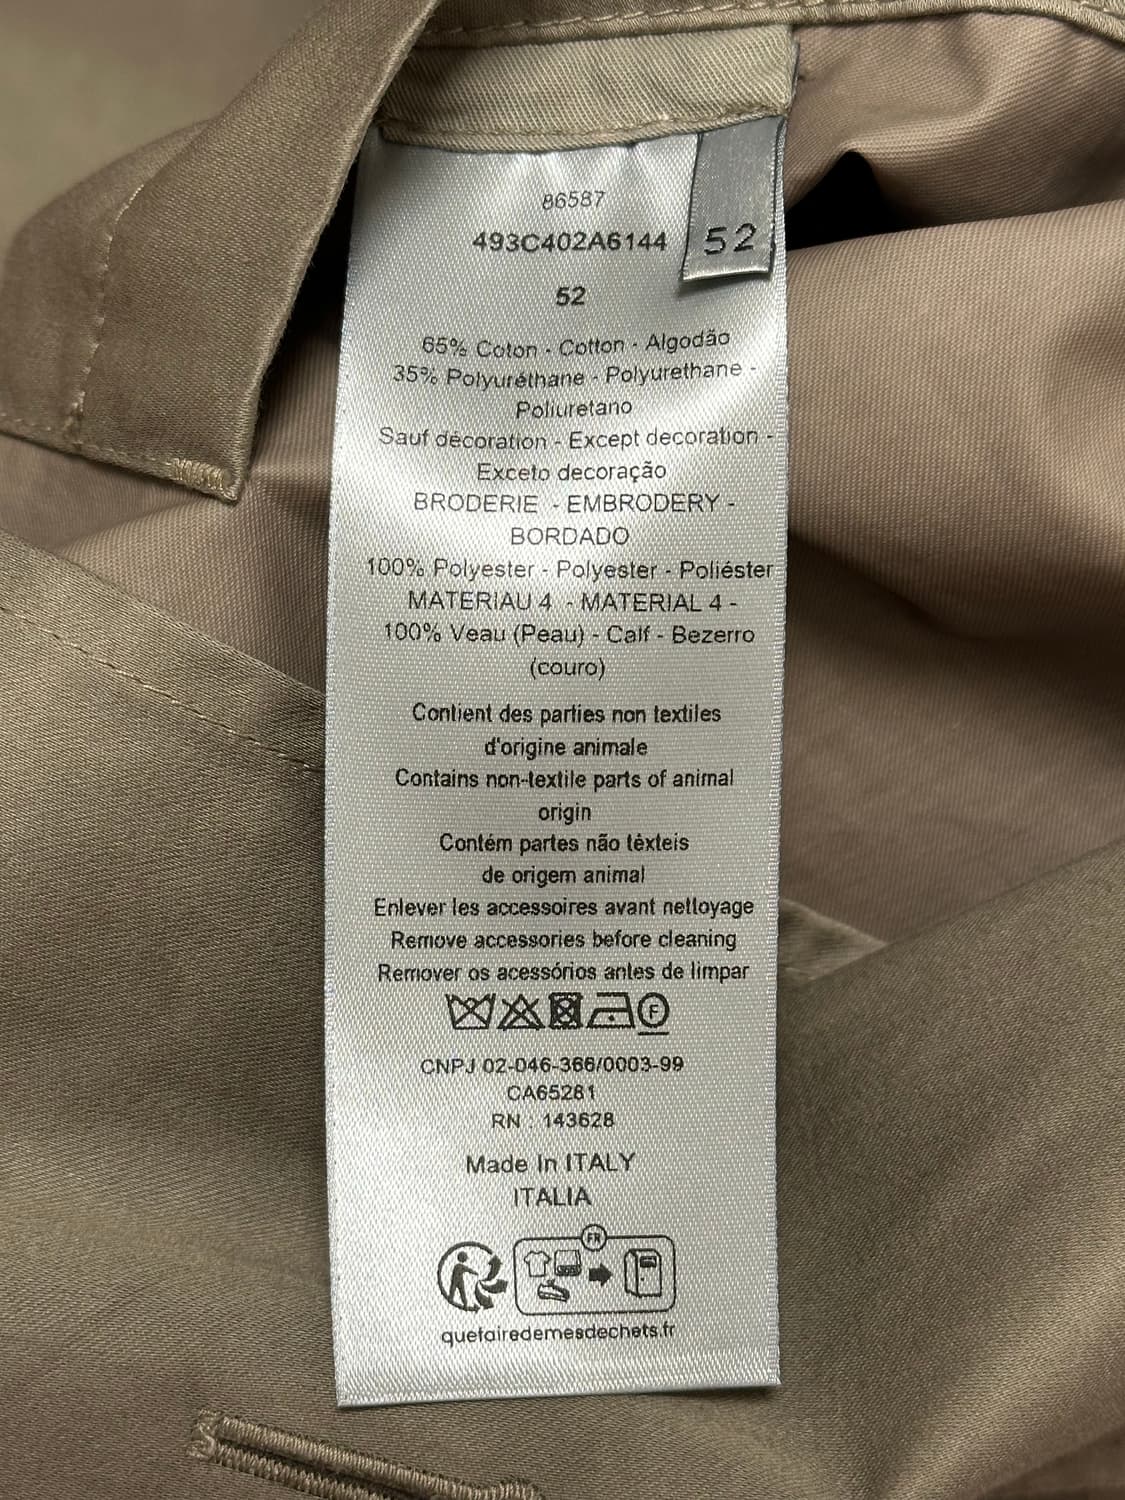 86587
493C402A6144
52
52
65% Coton - Cotton - Algodão
35% Polyuréthane - Polyurethane -
Poliuretano
Sauf décoration - Except decoration -
Exceto decoração
BRODERIE - EMBRODERY -
BORDADO
100% Polyester - Polyester - Poliéster
MATERIAU 4 - MATERIAL 4 -
100% Veau (Peau) - Calf - Bezerro
(couro)
Contient des parties non textiles
d'origine animale
Contains non-textile parts of animal
origin
Contém partes não têxteis
de origem animal
Enlever les accessoires avant nettoyage
Remove accessories before cleaning
Remover os acessórios antes de limpar
F
CNPJ 02-046-366/0003-99
CA65281
RN : 143628
Made In ITALY
ITALIA
FR
quefairedemesdechets.fr